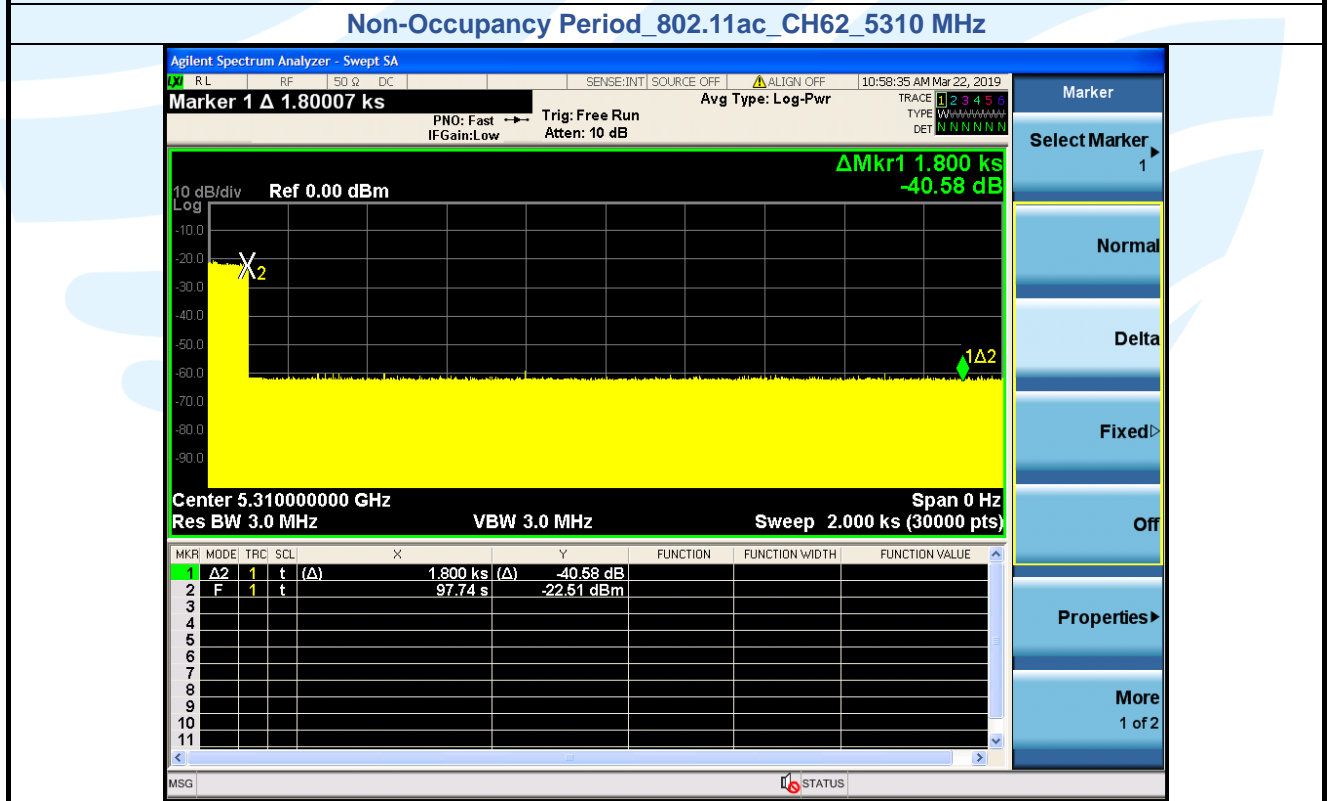 Non-Occupancy Period_802.11ac_CH62_5310 MHz
Agilent Spectrum Analyzer - Swept SA
LXI RL RF 50 Ω DC SENSE:INT SOURCE OFF ALIGN OFF 10:58:35 AM Mar 22, 2019
Marker 1 Δ 1.80007 ks
PNO: Fast
IFGain:Low
Trig: Free Run
Atten: 10 dB
Avg Type: Log-Pwr
TRACE 1 2 3 4 5 6
TYPE WWWWWW
DET N N N N N N
ΔMkr1 1.800 ks
-40.58 dB
10 dB/div Ref 0.00 dBm
Log
-10.0
-20.0
-30.0
-40.0
-50.0
-60.0
-70.0
-80.0
-90.0
2
1Δ2
Center 5.310000000 GHz Span 0 Hz
Res BW 3.0 MHz VBW 3.0 MHz Sweep 2.000 ks (30000 pts)
MKR MODE TRC SCL X Y FUNCTION FUNCTION WIDTH FUNCTION VALUE
1 Δ2 1 t (Δ) 1.800 ks (Δ) -40.58 dB
2 F 1 t 97.74 s -22.51 dBm
3
4
5
6
7
8
9
10
11
MSG STATUS
Marker
Select Marker
1
Normal
Delta
Fixed
Off
Properties
More
1 of 2